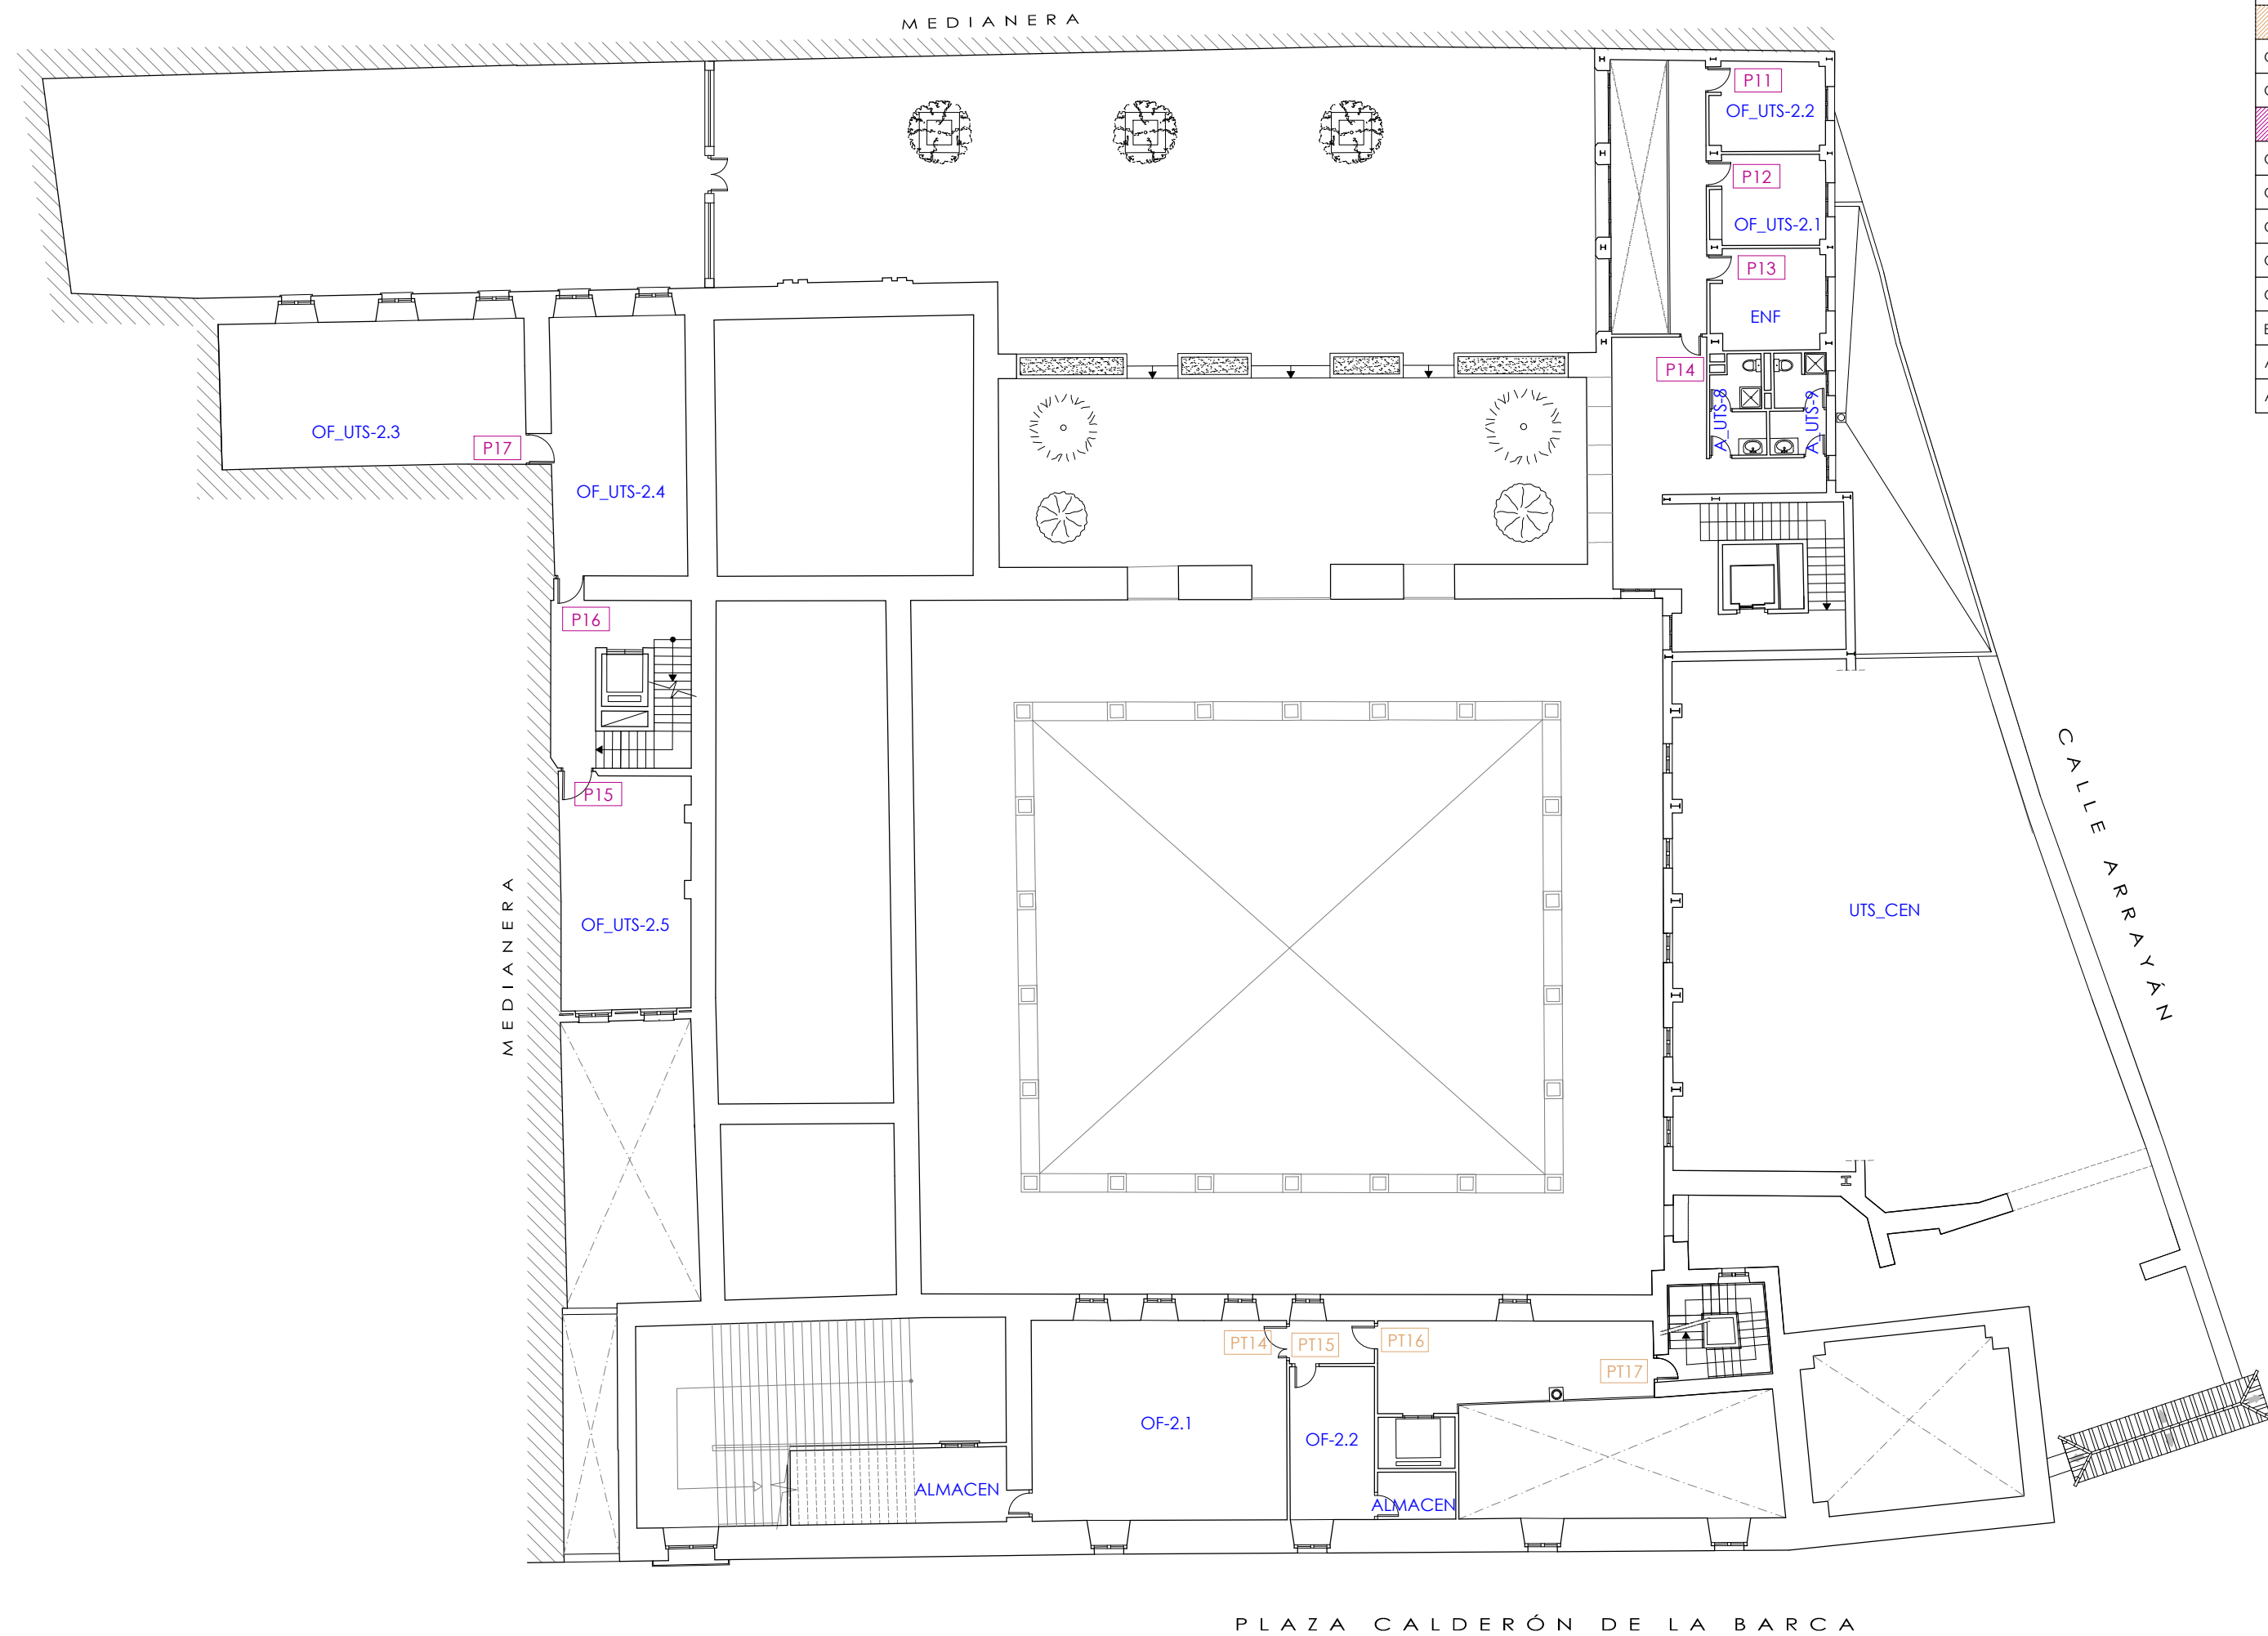 MEDIANERA
P11
OF_UTS-2.2
P12
OF_UTS-2.1
P13
ENF
P14
A_UTS-8
A_UTS-9
OF_UTS-2.3
P17
OF_UTS-2.4
P16
P15
OF_UTS-2.5
MEDIANERA
CALLE ARRAYÁN
UTS_CEN
PT14
PT15
PT16
PT17
OF-2.1
OF-2.2
ALMACEN
ALMACEN
PLAZA CALDERÓN DE LA BARCA